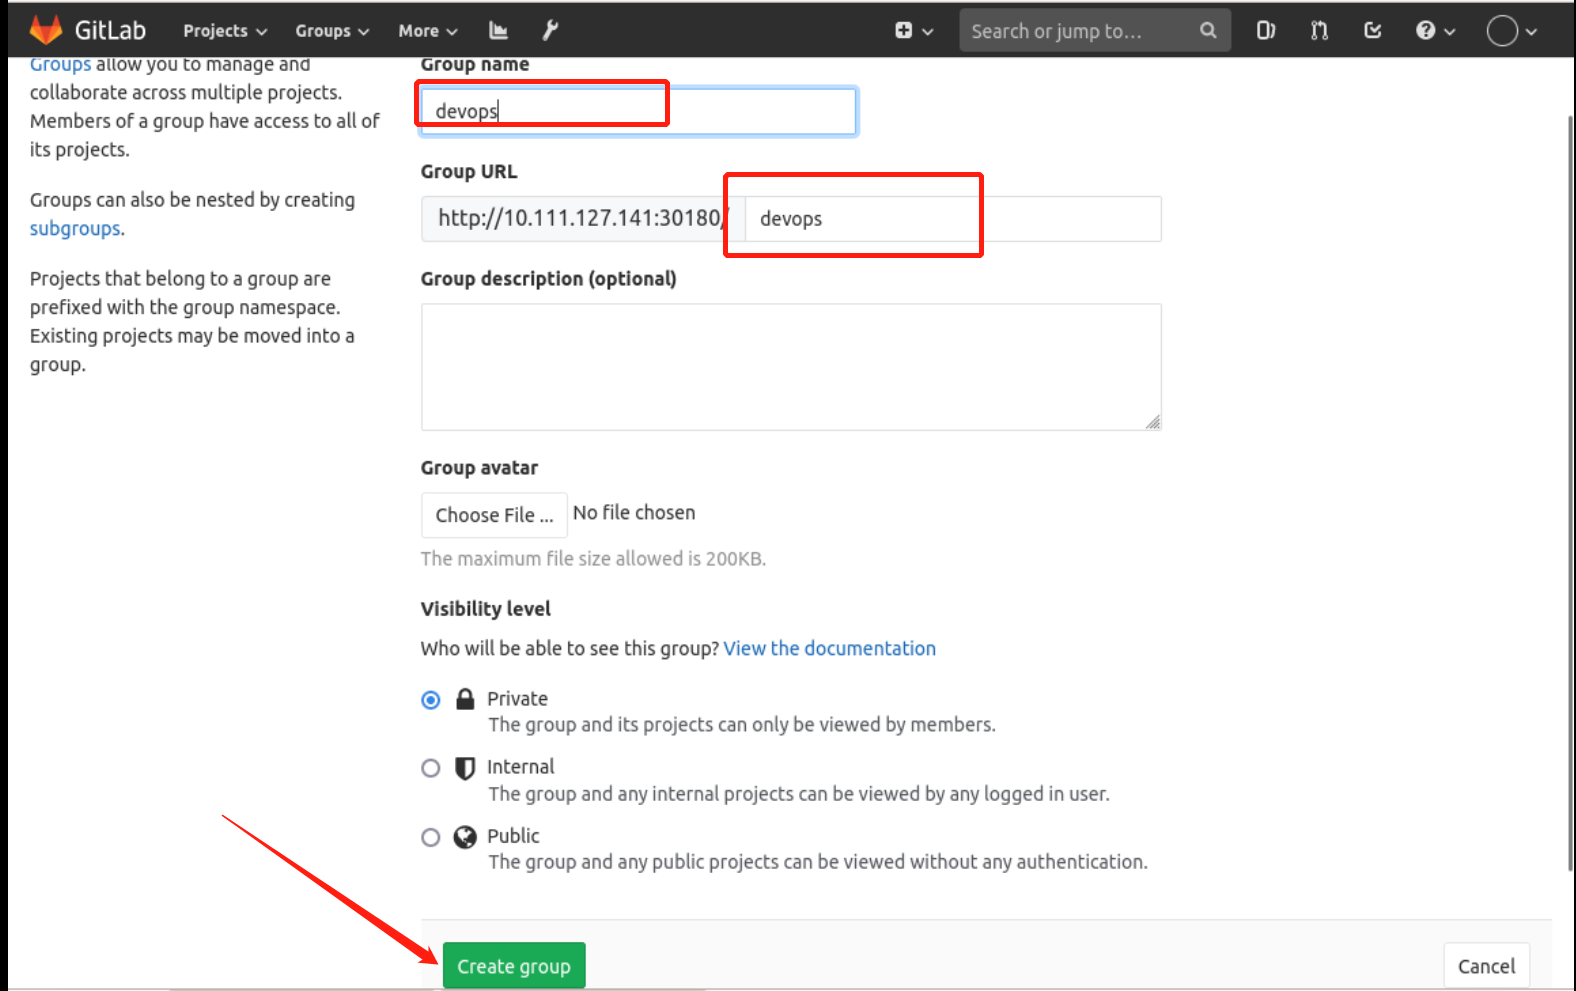 GitLab Projects Groups More Search or jump to...
Groups allow you to manage and
collaborate across multiple projects.
Members of a group have access to all of
its projects.
Groups can also be nested by creating
subgroups.
Projects that belong to a group are
prefixed with the group namespace.
Existing projects may be moved into a
group.
Group name
devops
Group URL
http://10.111.127.141:30180/ devops
Group description (optional)
Group avatar
Choose File ... No file chosen
The maximum file size allowed is 200KB.
Visibility level
Who will be able to see this group? View the documentation
Private
The group and its projects can only be viewed by members.
Internal
The group and any internal projects can be viewed by any logged in user.
Public
The group and any public projects can be viewed without any authentication.
Create group Cancel